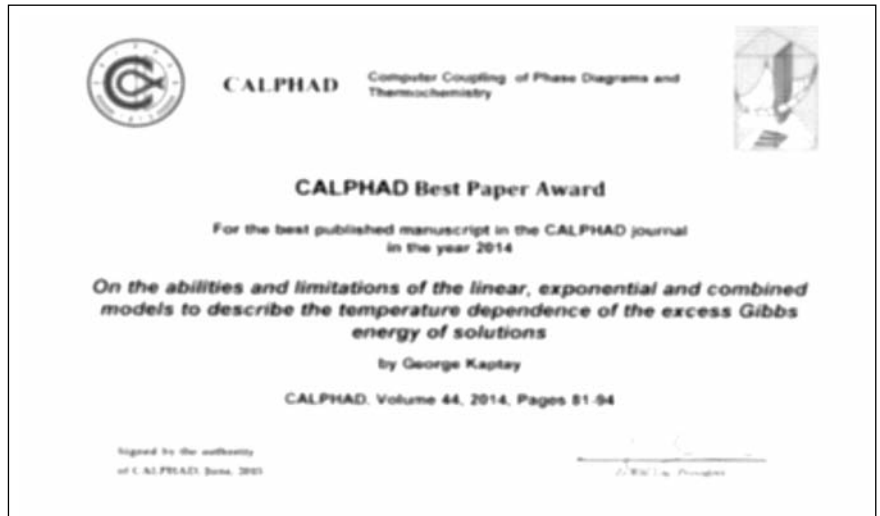 CALPHAD
Computer Coupling of Phase Diagrams and
Thermochemistry
CALPHAD Best Paper Award
For the best published manuscript in the CALPHAD journal
in the year 2014
On the abilities and limitations of the linear, exponential and combined
models to describe the temperature dependence of the excess Gibbs
energy of solutions
by George Kaptay
CALPHAD, Volume 44, 2014, Pages 81-94
Signed by the authority
of CALPHAD, June, 2015
President